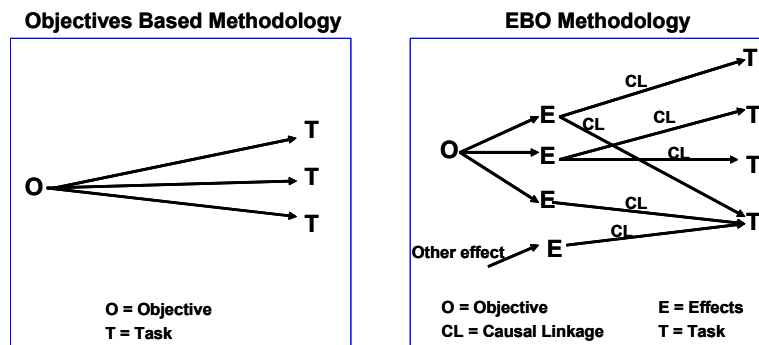 Objectives Based Methodology
O
T
T
T
O = Objective
T = Task
EBO Methodology
O
E
E
E
E
Other effect
CL
CL
CL
CL
CL
CL
T
T
T
T
O = Objective
E = Effects
CL = Causal Linkage
T = Task